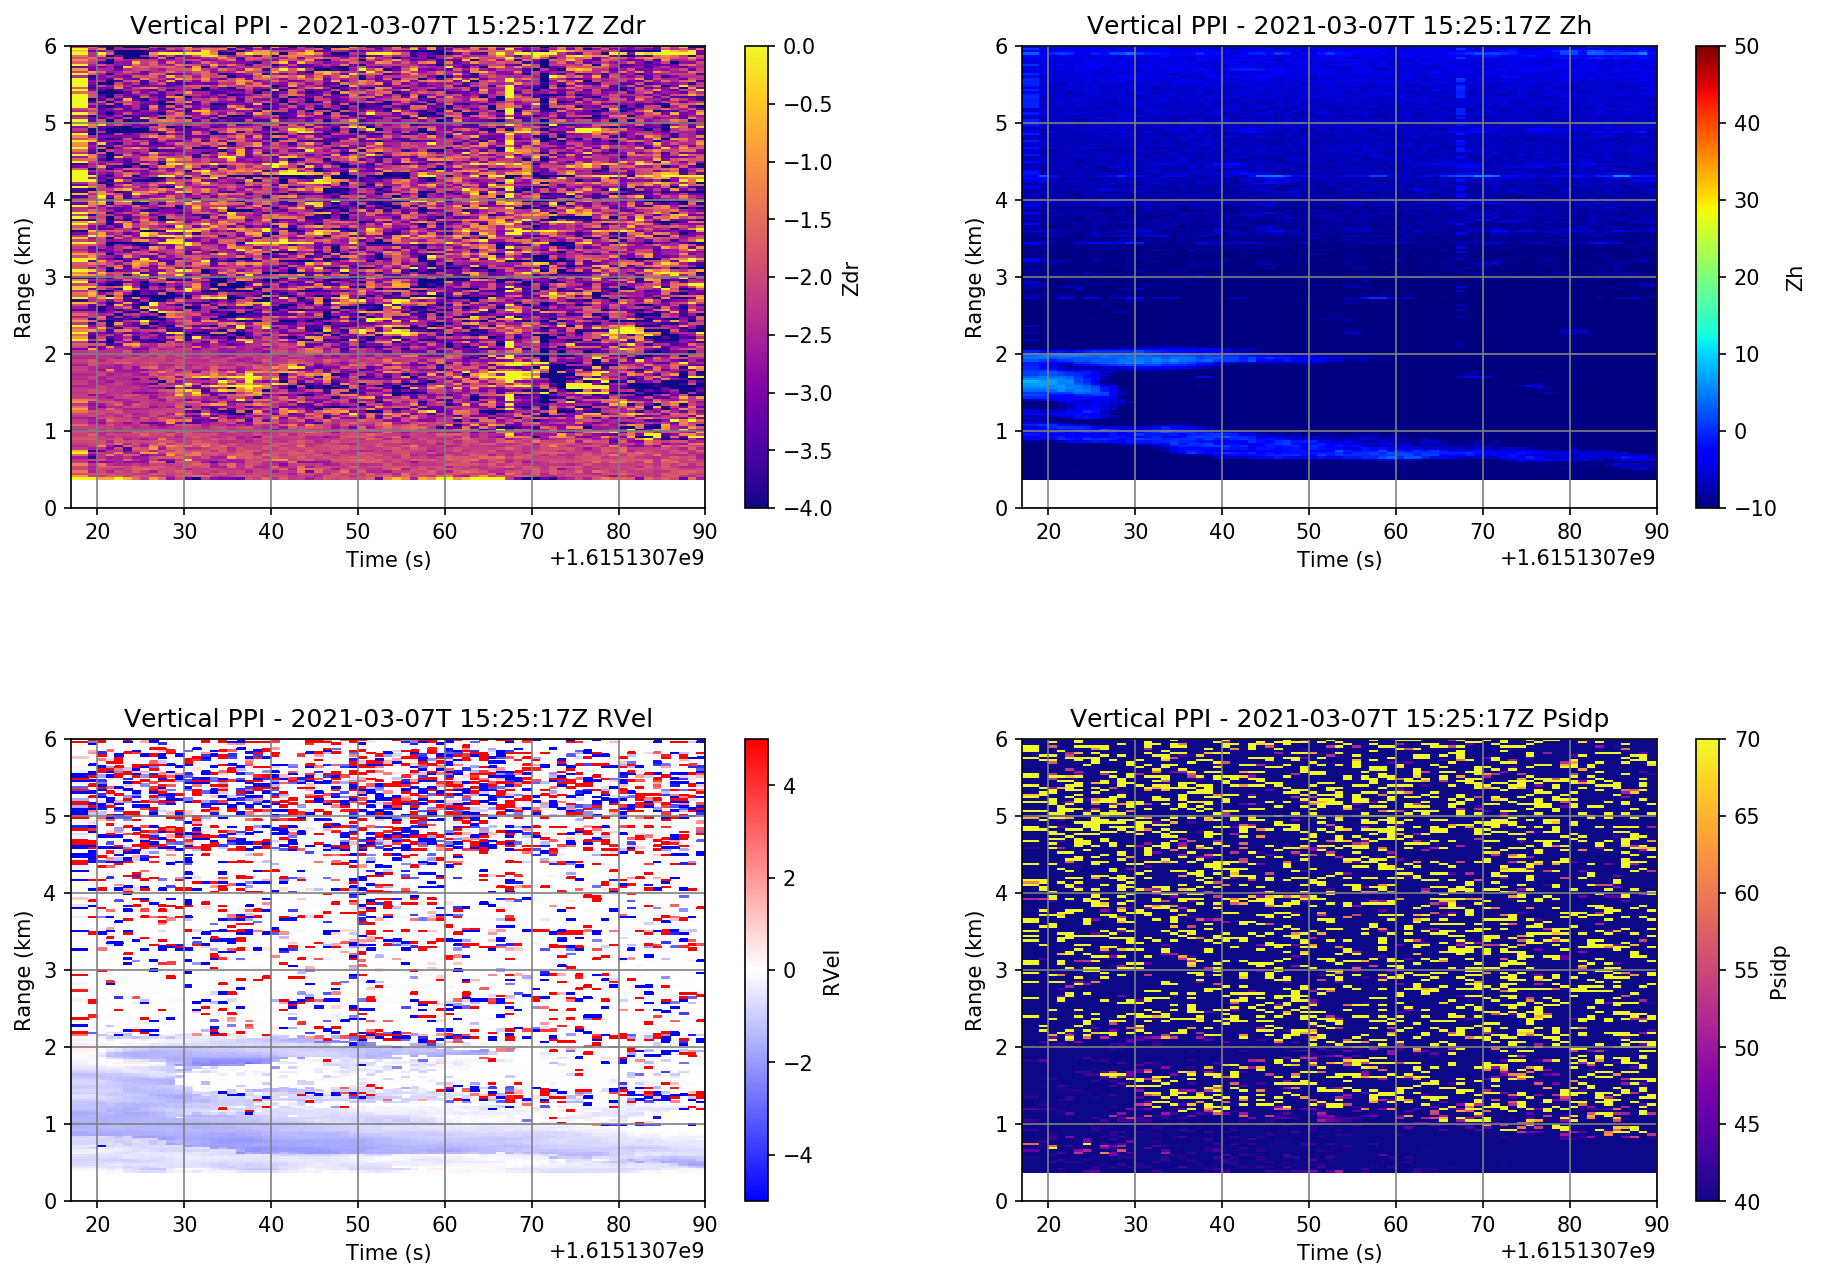 Vertical PPI - 2021-03-07T 15:25:17Z Zdr
6
5
4
3
2
1
0
Range (km)
20 30 40 50 60 70 80 90
Time (s)
+1.6151307e9
0.0
−0.5
−1.0
−1.5
−2.0
−2.5
−3.0
−3.5
−4.0
Zdr
Vertical PPI - 2021-03-07T 15:25:17Z Zh
6
5
4
3
2
1
0
Range (km)
20 30 40 50 60 70 80 90
Time (s)
+1.6151307e9
50
40
30
20
10
0
−10
Zh
Vertical PPI - 2021-03-07T 15:25:17Z RVel
6
5
4
3
2
1
0
Range (km)
20 30 40 50 60 70 80 90
Time (s)
+1.6151307e9
4
2
0
−2
−4
RVel
Vertical PPI - 2021-03-07T 15:25:17Z Psidp
6
5
4
3
2
1
0
Range (km)
20 30 40 50 60 70 80 90
Time (s)
+1.6151307e9
70
65
60
55
50
45
40
Psidp